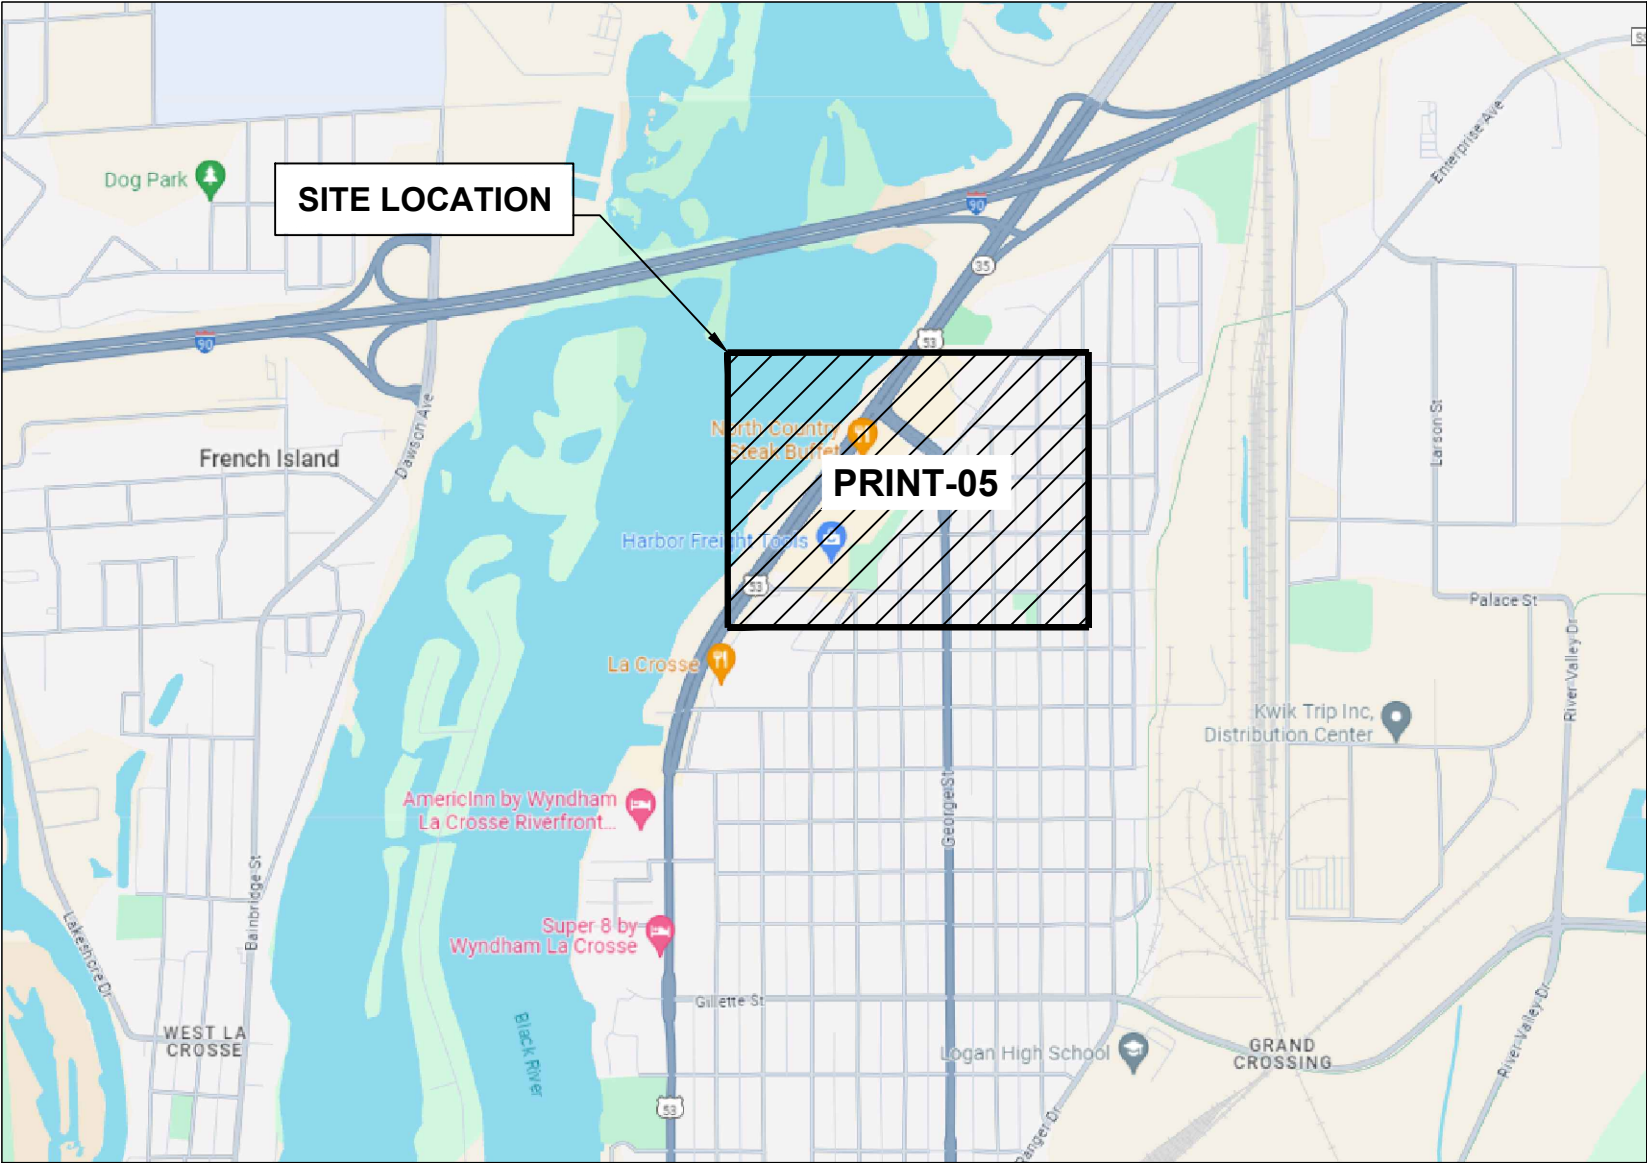 SS
Enterprise Ave
Dog Park
SITE LOCATION
90
35
90
53
Dawson Ave
Larson St
North Country
Steak Buffet
French Island
PRINT-05
Harbor Freight Tools
53
Palace St
La Crosse
River Valley Dr
Kwik Trip Inc,
Distribution Center
AmericInn by Wyndham
La Crosse Riverfront...
George St
Bainbridge St
Super 8 by
Wyndham La Crosse
Lakeshore Dr
Gillette St
WEST LA
CROSSE
Black River
Logan High School
GRAND
CROSSING
River Valley Dr
53
Ranger Dr